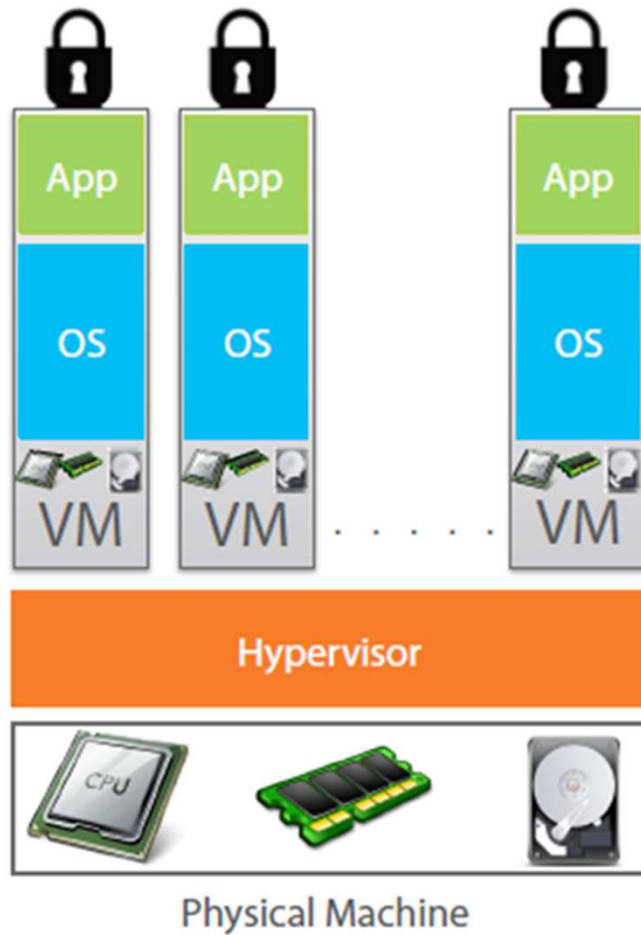 App App App
OS OS OS
VM VM . . . . . VM
Hypervisor
CPU
Physical Machine